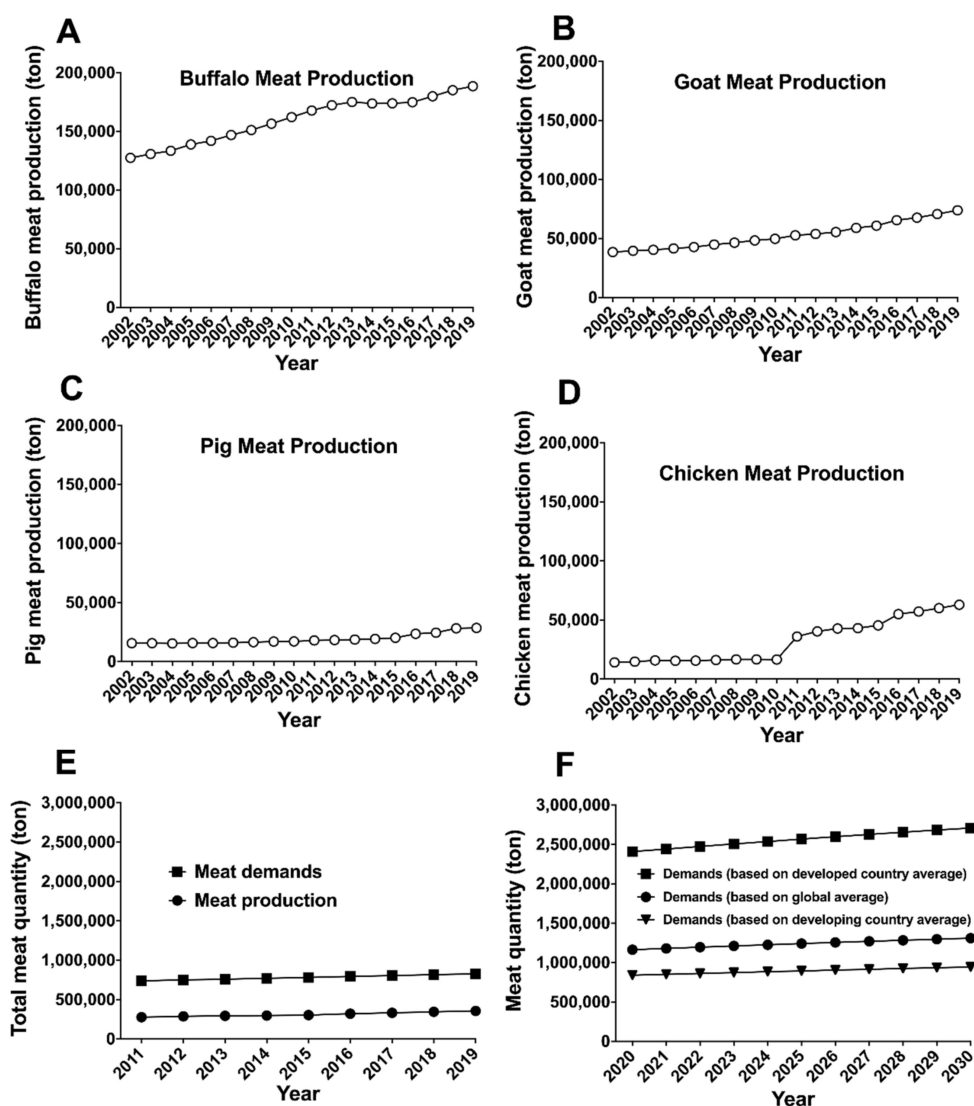 A
Buffalo Meat Production
Buffalo meat production (ton)
200,000
150,000
100,000
50,000
0
2002 2003 2004 2005 2006 2007 2008 2009 2010 2011 2012 2013 2014 2015 2016 2017 2018 2019
Year
B
Goat Meat Production
Goat meat production (ton)
200,000
150,000
100,000
50,000
0
2002 2003 2004 2005 2006 2007 2008 2009 2010 2011 2012 2013 2014 2015 2016 2017 2018 2019
Year
C
Pig Meat Production
Pig meat production (ton)
200,000
150,000
100,000
50,000
0
2002 2003 2004 2005 2006 2007 2008 2009 2010 2011 2012 2013 2014 2015 2016 2017 2018 2019
Year
D
Chicken Meat Production
Chicken meat production (ton)
200,000
150,000
100,000
50,000
0
2002 2003 2004 2005 2006 2007 2008 2009 2010 2011 2012 2013 2014 2015 2016 2017 2018 2019
Year
E
Total meat quantity (ton)
3,000,000
2,500,000
2,000,000
1,500,000
1,000,000
500,000
0
Meat demands
Meat production
2011 2012 2013 2014 2015 2016 2017 2018 2019
Year
F
Meat quantity (ton)
3,000,000
2,500,000
2,000,000
1,500,000
1,000,000
500,000
0
Demands (based on developed country average)
Demands (based on global average)
Demands (based on developing country average)
2020 2021 2022 2023 2024 2025 2026 2027 2028 2029 2030
Year